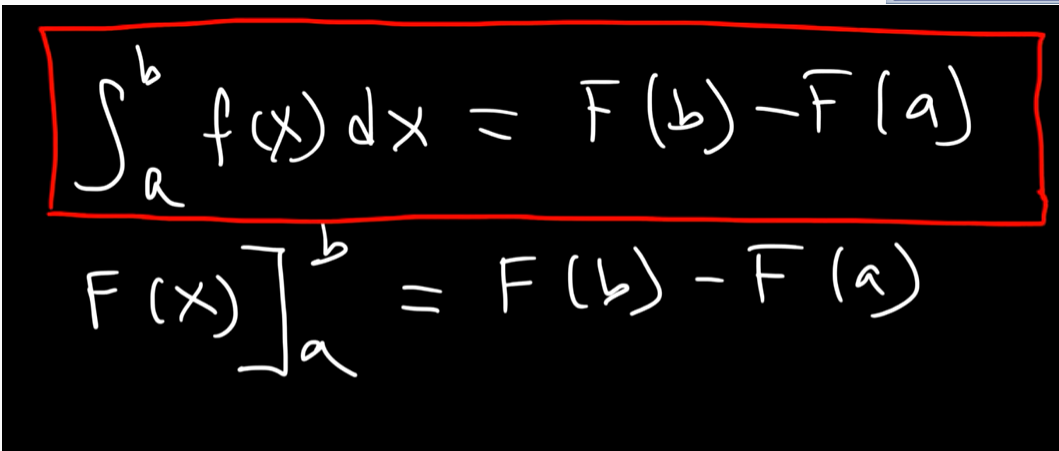 ∫_a^b f(x) dx = F(b) - F(a)
F(x)]_a^b = F(b) - F(a)